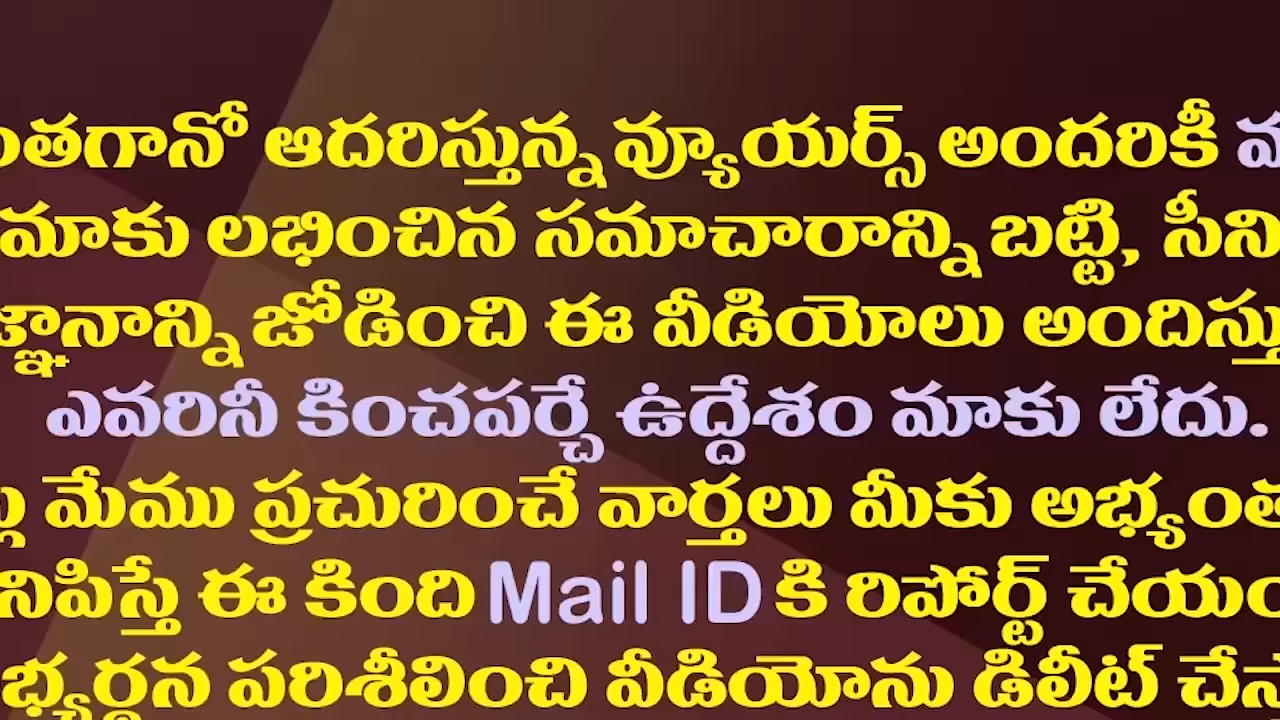 ఆదరిస్తున్న వ్యూయర్స్ అందరికీ
మాకు లభించిన సమాచారాన్ని బట్టి,
జోడించి ఈ వీడియోలు
ఎవరినీ కించపర్చే ఉద్దేశం మాకు లేదు.
మేము ప్రచురించే వార్తలు మీకు
ఈ కింది Mail ID కి రిపోర్ట్
పరిశీలించి వీడియోను డిలీట్